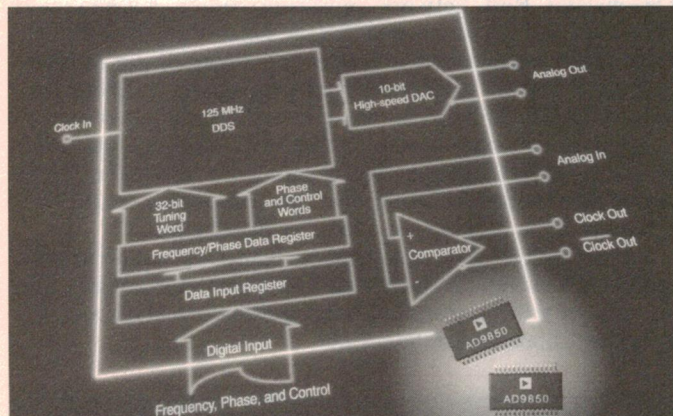 Clock In
125 MHz
DDS
10-bit
High-speed DAC
Analog Out
Analog In
32-bit
Tuning
Word
Phase
and Control
Words
Frequency/Phase Data Register
+
Comparator
-
Clock Out
Clock Out
Data Input Register
Digital Input
Frequency, Phase, and Control
AD9850
AD9850